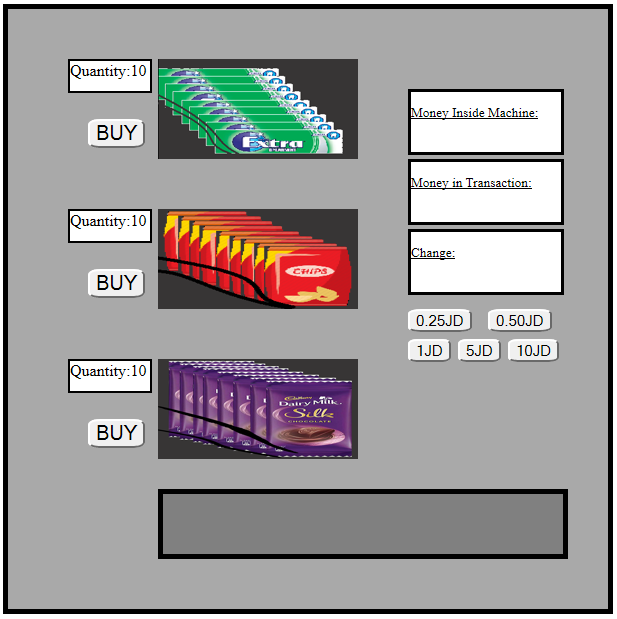 Quantity:10
BUY
Extra
Money Inside Machine:
Money in Transaction:
Quantity:10
BUY
CHIPS
Change:
0.25JD
0.50JD
1JD
5JD
10JD
Quantity:10
BUY
Cadbury
Dairy Milk
Silk
CHOCOLATE